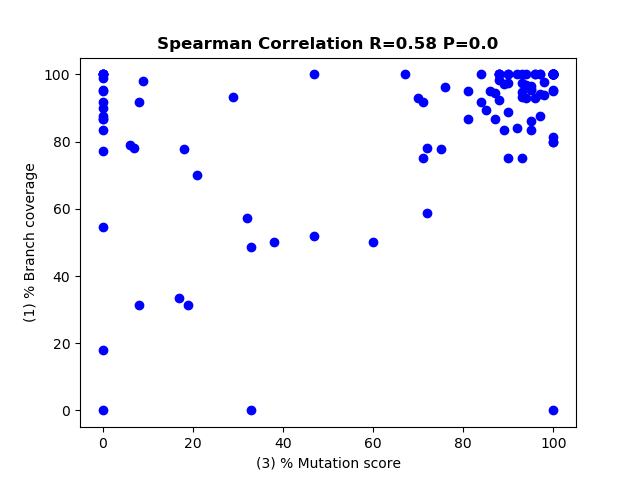 Spearman Correlation R=0.58 P=0.0
100
80
60
40
20
0
(1) % Branch coverage
0 20 40 60 80 100
(3) % Mutation score